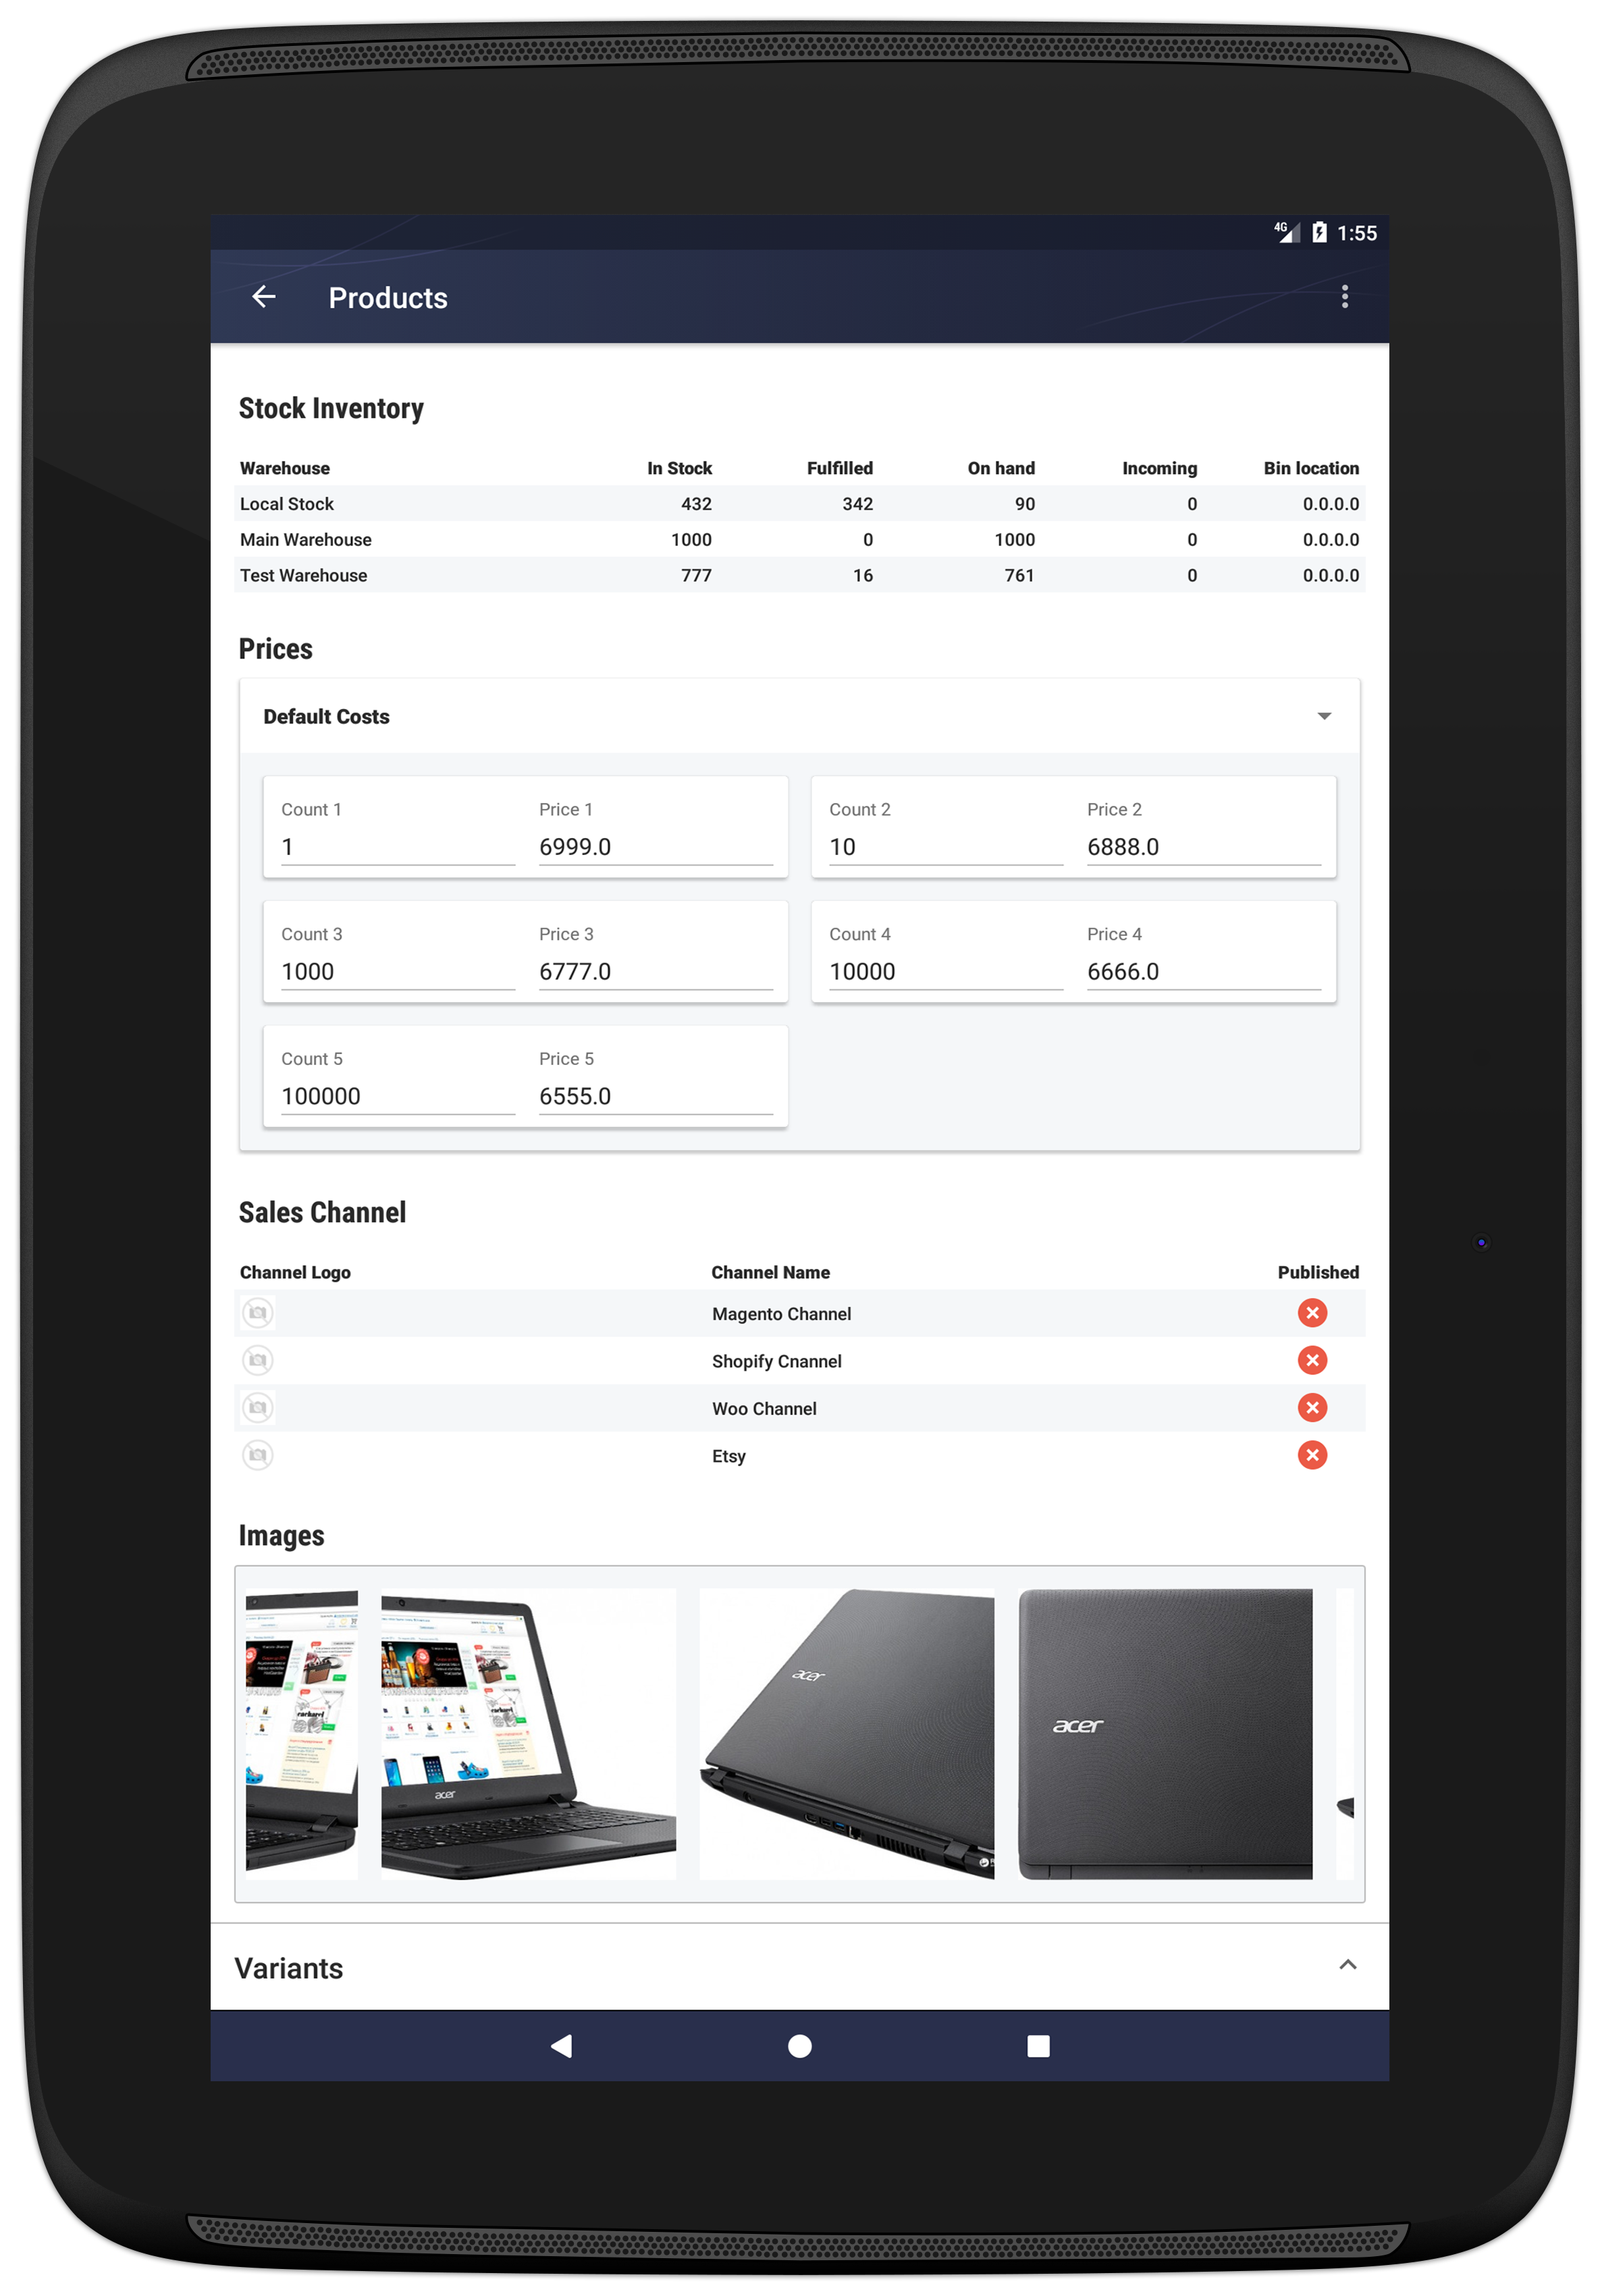 4G 1:55
Products
Stock Inventory
Warehouse In Stock Fulfilled On hand Incoming Bin location
Local Stock 432 342 90 0 0.0.0.0
Main Warehouse 1000 0 1000 0 0.0.0.0
Test Warehouse 777 16 761 0 0.0.0.0
Prices
Default Costs
Count 1 Price 1 Count 2 Price 2
1 6999.0 10 6888.0
Count 3 Price 3 Count 4 Price 4
1000 6777.0 10000 6666.0
Count 5 Price 5
100000 6555.0
Sales Channel
Channel Logo Channel Name Published
Magento Channel
Shopify Cnannel
Woo Channel
Etsy
Images
cacharel
cacharel
acer
acer
acer
Variants